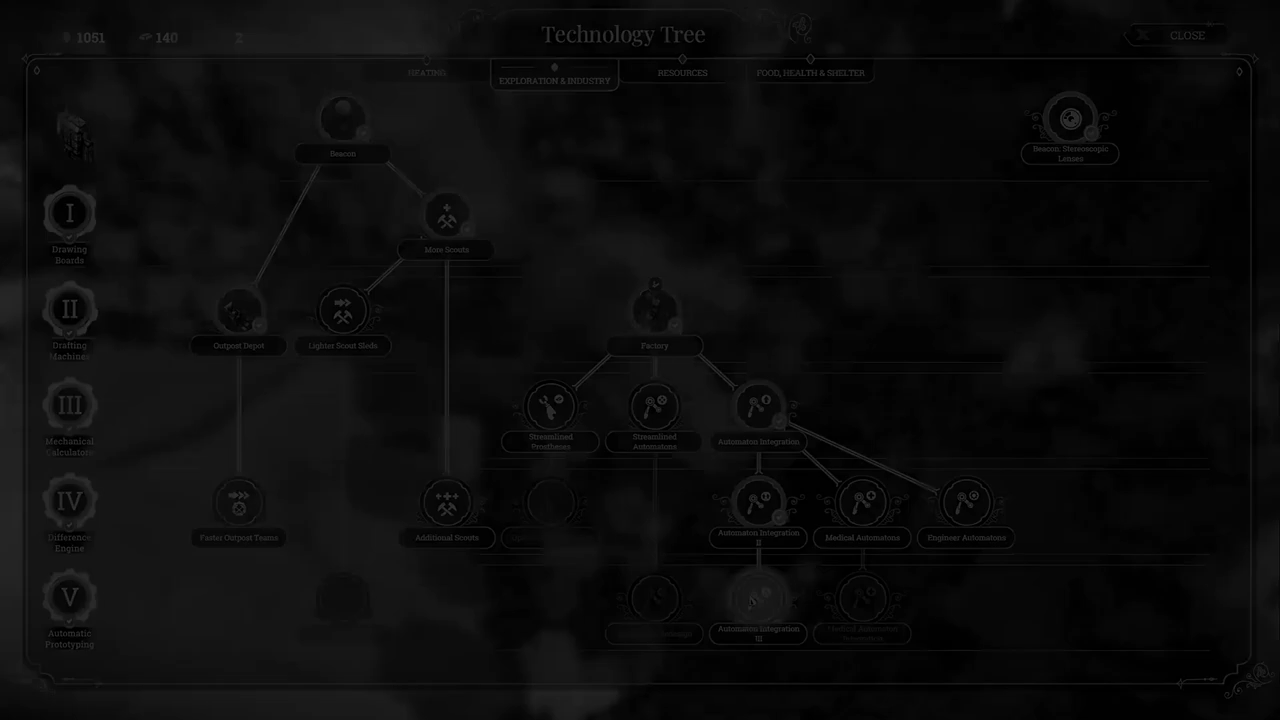 1051
140
2
Technology Tree
CLOSE
HEATING
EXPLORATION & INDUSTRY
RESOURCES
FOOD, HEALTH & SHELTER
Beacon
Beacon: Stereoscopic
Lenses
I
Drawing
Boards
More Scouts
II
Drafting
Machines
Outpost Depot
Lighter Scout Sleds
Factory
III
Mechanical
Calculators
Streamlined
Prostheses
Streamlined
Automatons
Automaton Integration
IV
Difference
Engine
Faster Outpost Teams
Additional Scouts
Automaton Integration
II
Medical Automatons
Engineer Automatons
V
Automatic
Prototyping
Automaton Integration
III
Medical Automaton